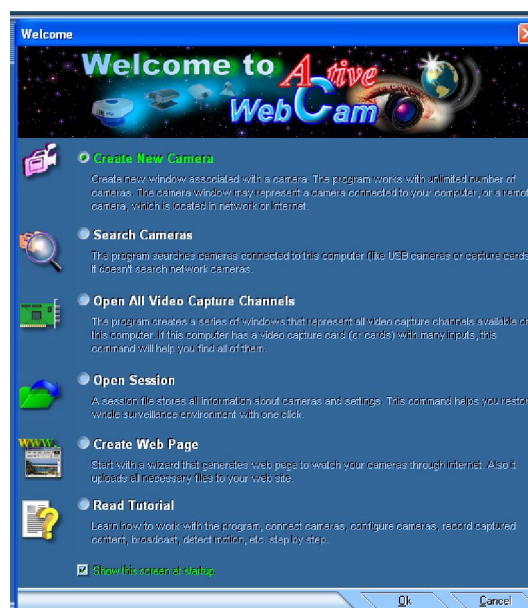 Welcome
Welcome to Active
WebCam
Create New Camera
Create new window associated with a camera. The program works with unlimited number of
cameras. The camera window may represent a camera connected to your computer, or a remot
camera, which is located in network or Internet.
Search Cameras
The program searches cameras connected to this computer (like USB cameras or capture cards
It doesn't search network cameras.
Open All Video Capture Channels
The program creates a series of windows that represent all video capture channels available on
this computer. If this computer has a video capture card (or cards) with many inputs, this
command will help you find all of them.
Open Session
A session file stores all information about cameras and settings. This command helps you restor
whole surveillance environment with one click.
WWW
Create Web Page
Start with a wizard that generates web page to watch your cameras through Internet. Also it
uploads all necessary files to your web site.
Read Tutorial
Learn how to work with the program, connect cameras, configure cameras, record captured
content, broadcast, detect motion, etc. step by step.
Show this screen at startup
Ok
Cancel